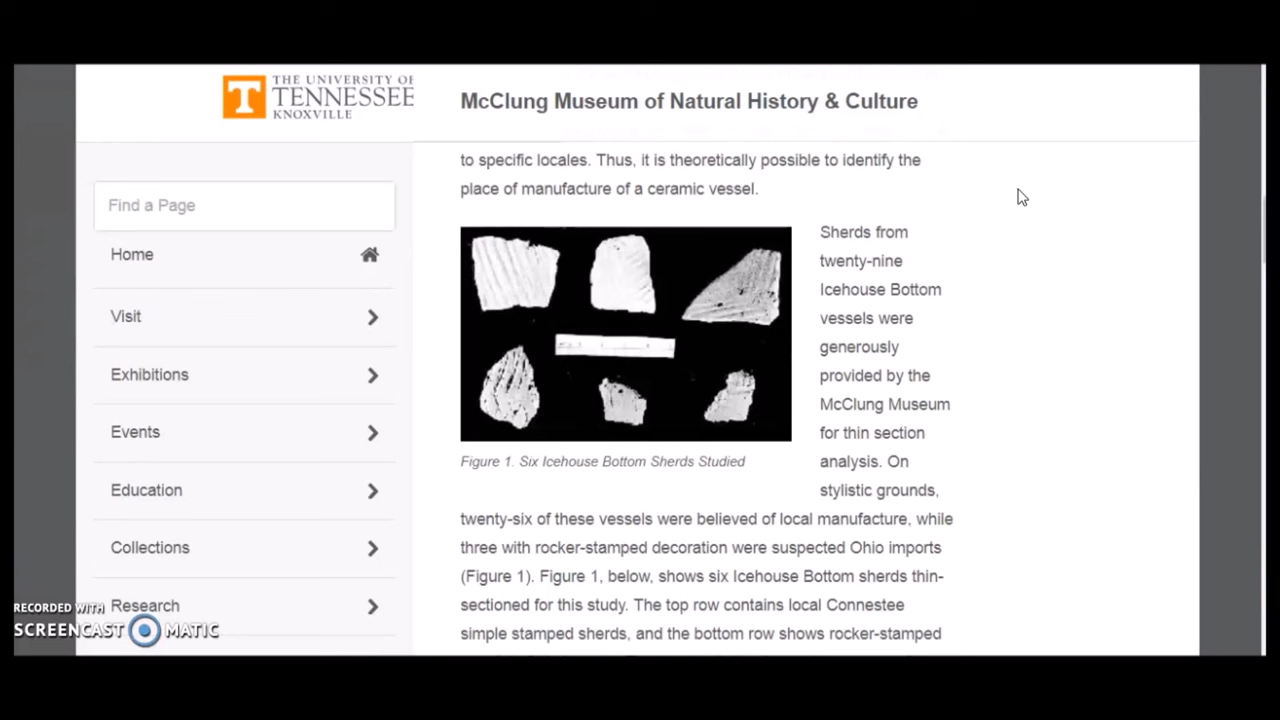 THE UNIVERSITY OF
TENNESSEE
KNOXVILLE
McClung Museum of Natural History & Culture
Find a Page
Home
Visit
Exhibitions
Events
Education
Collections
Research
to specific locales. Thus, it is theoretically possible to identify the
place of manufacture of a ceramic vessel.
Sherds from
twenty-nine
Icehouse Bottom
vessels were
generously
provided by the
McClung Museum
for thin section
analysis. On
stylistic grounds,
Figure 1. Six Icehouse Bottom Sherds Studied
twenty-six of these vessels were believed of local manufacture, while
three with rocker-stamped decoration were suspected Ohio imports
(Figure 1). Figure 1, below, shows six Icehouse Bottom sherds thin-
sectioned for this study. The top row contains local Connestee
simple stamped sherds, and the bottom row shows rocker-stamped
RECORDED WITH
SCREENCAST MATIC